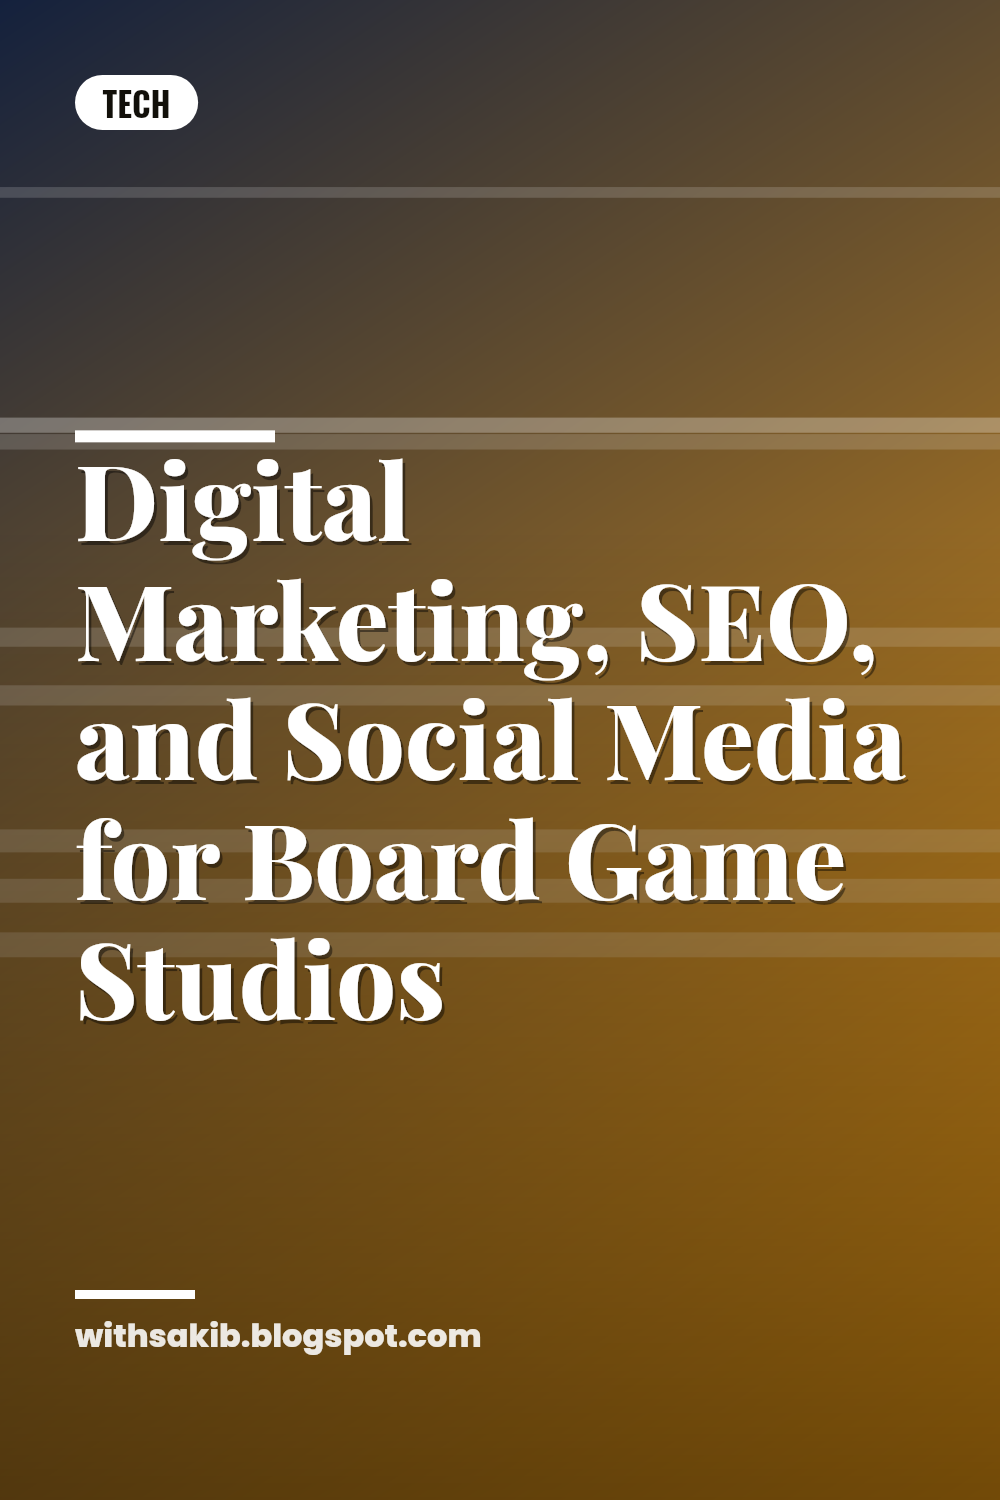 TECH
Digital
Marketing, SEO,
and Social Media
for Board Game
Studios
withsakib.blogspot.com